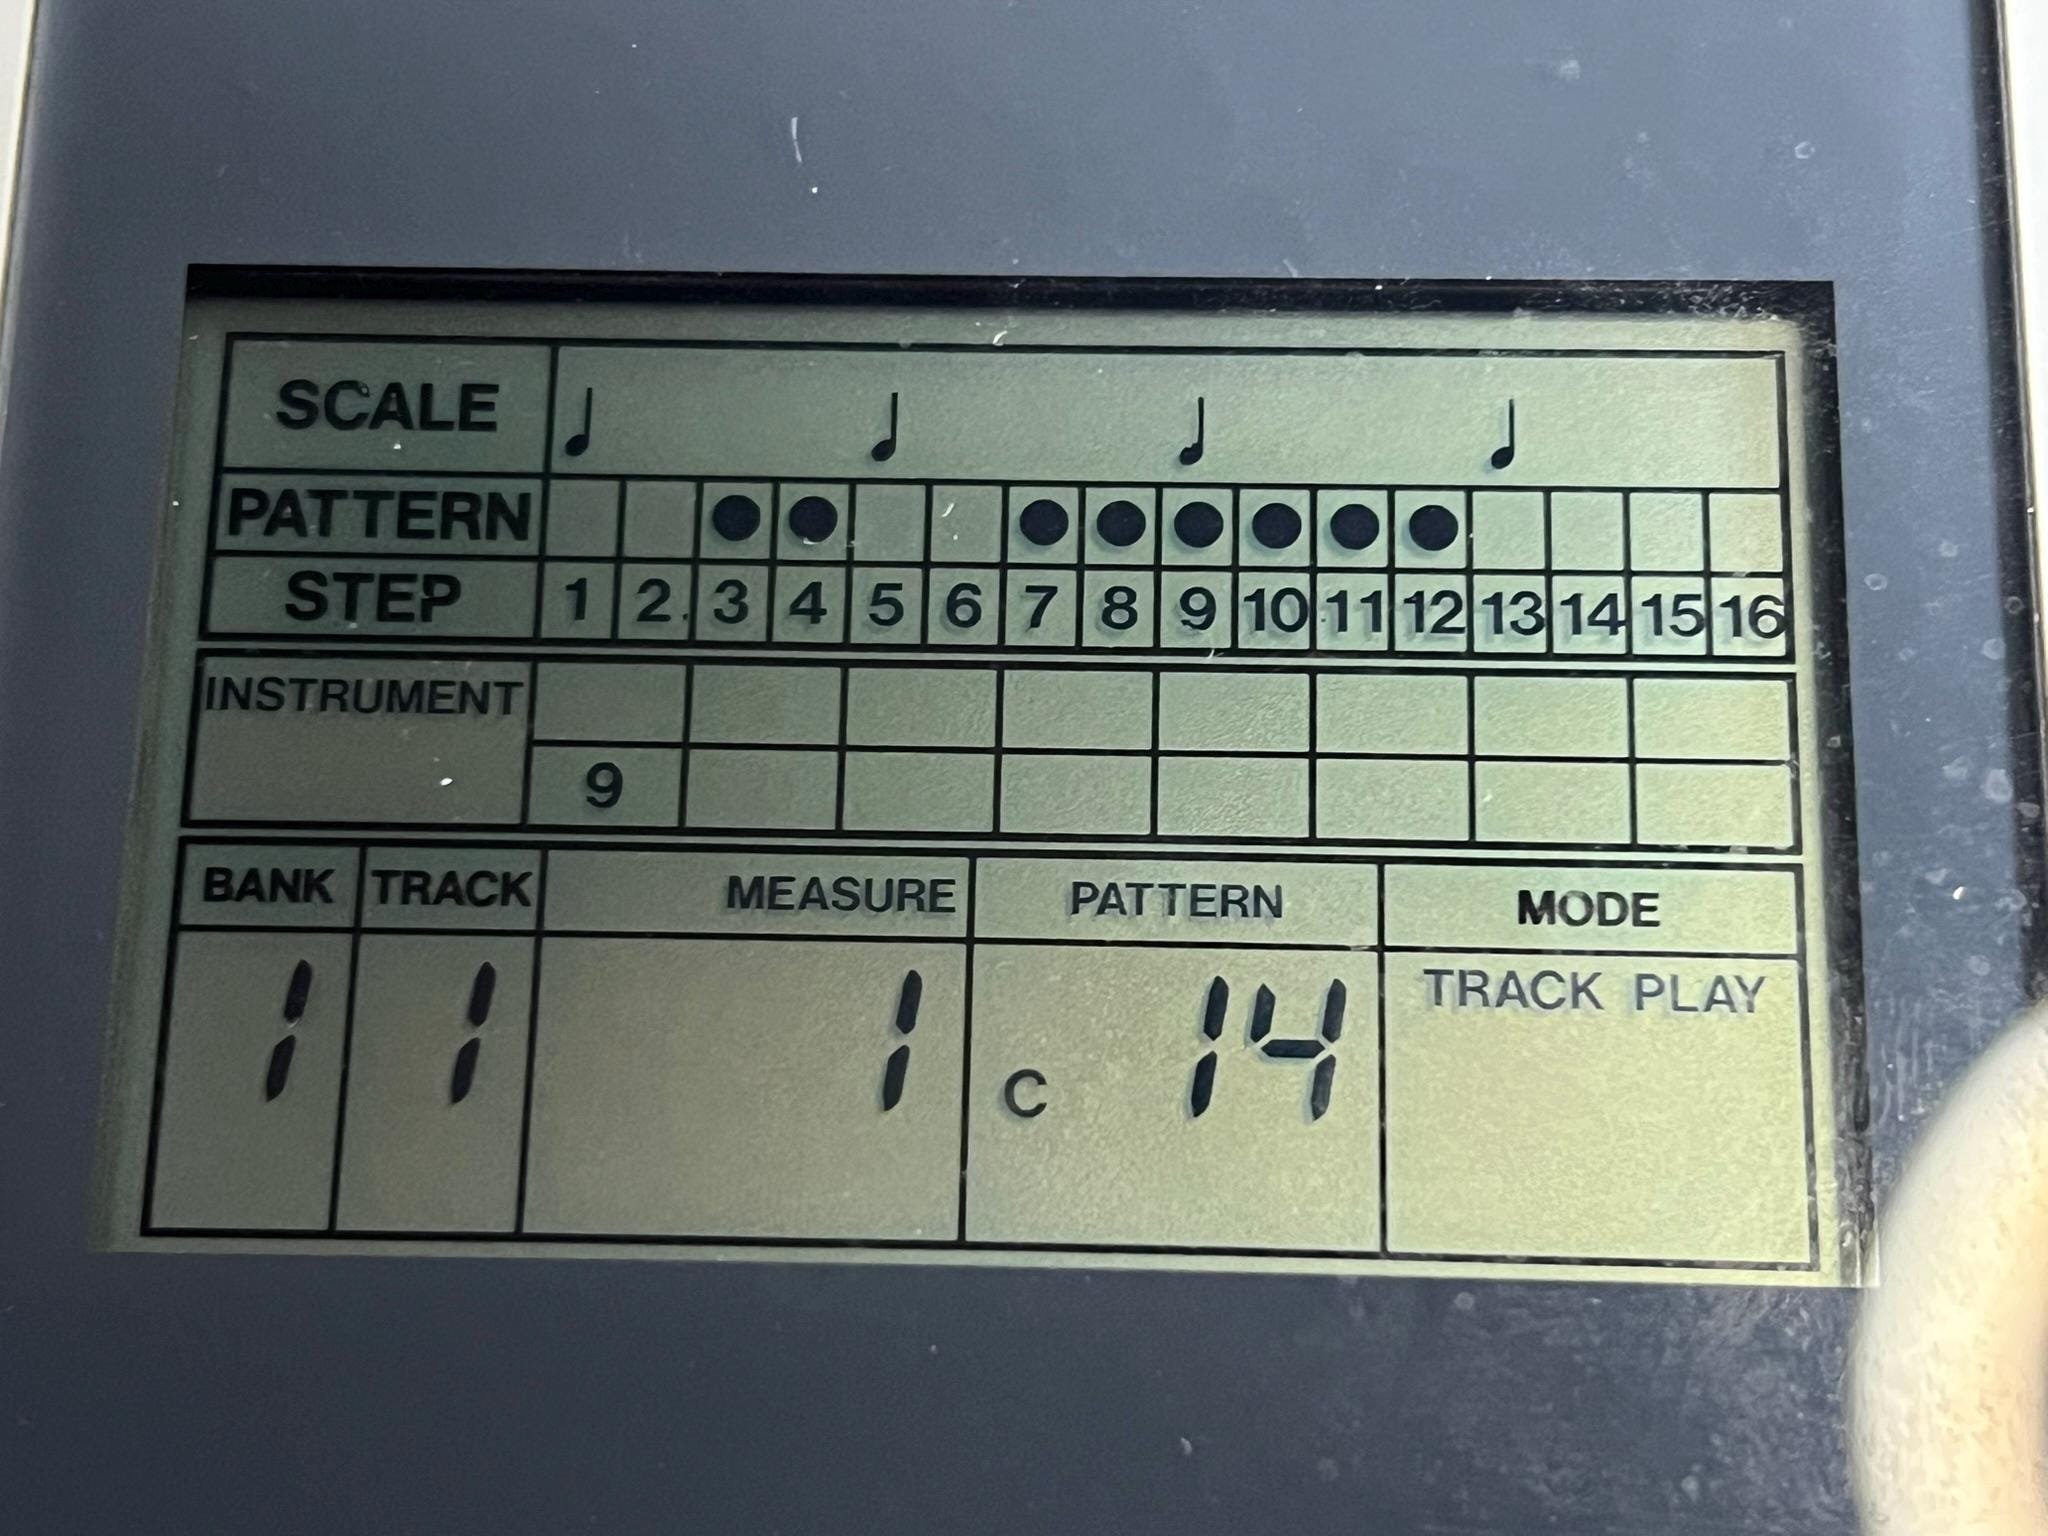 SCALE
PATTERN
STEP 1 2 3 4 5 6 7 8 9 10 11 12 13 14 15 16
INSTRUMENT
9
BANK TRACK MEASURE PATTERN MODE
1 1 1 C 14 TRACK PLAY